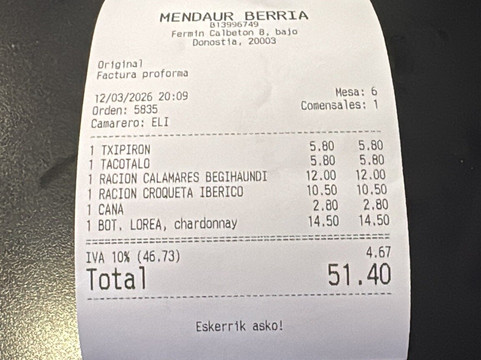 MENDAUR BERRIA
B13996749
Fermin Calbeton 8, bajo
Donostia, 20003
Original
Factura proforma
12/03/2026 20:09 Mesa: 6
Orden: 5835 Comensales: 1
Camarero: ELI
1 TXIPIRON 5.80 5.80
1 TACOTALO 5.80 5.80
1 RACION CALAMARES BEGIHAUNDI 12.00 12.00
1 RACION CROQUETA IBERICO 10.50 10.50
1 CANA 2.80 2.80
1 BOT. LOREA, chardonnay 14.50 14.50
IVA 10% (46.73) 4.67
Total 51.40
Eskerrik asko!